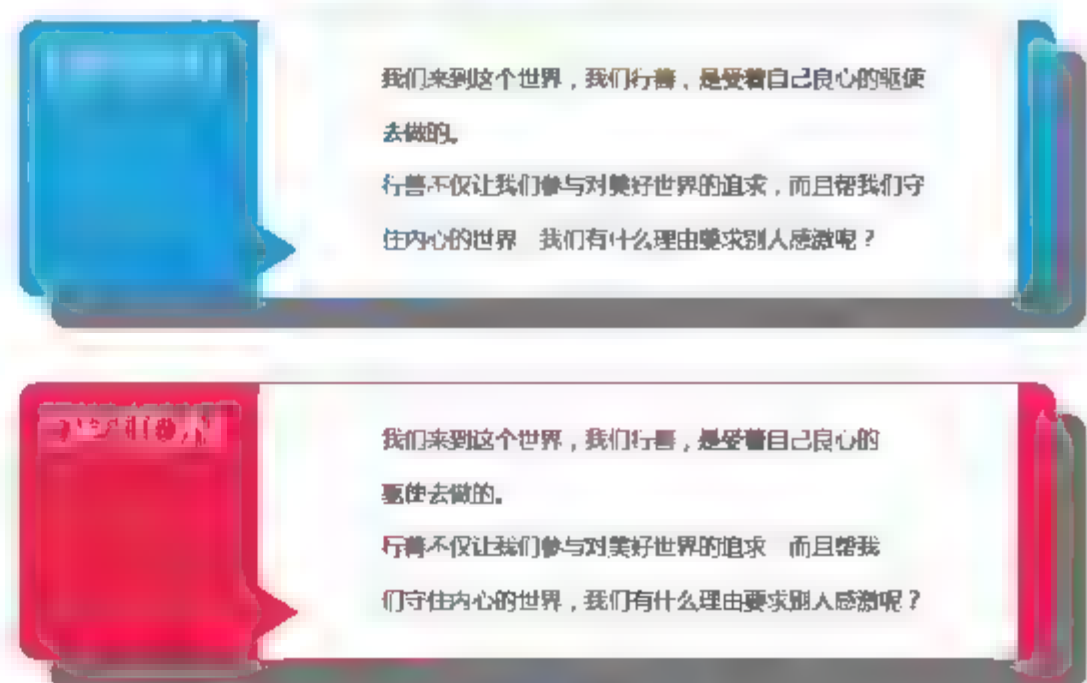 我们来到这个世界，我们行善，是受着自己良心的驱使
去做的。
行善不仅让我们参与对美好世界的追求，而且帮我们守
住内心的世界 我们有什么理由要求别人感激呢？
我们来到这个世界，我们行善，是受着自己良心的
驱使去做的。
行善不仅让我们参与对美好世界的追求 而且帮我
们守住内心的世界，我们有什么理由要求别人感激呢？